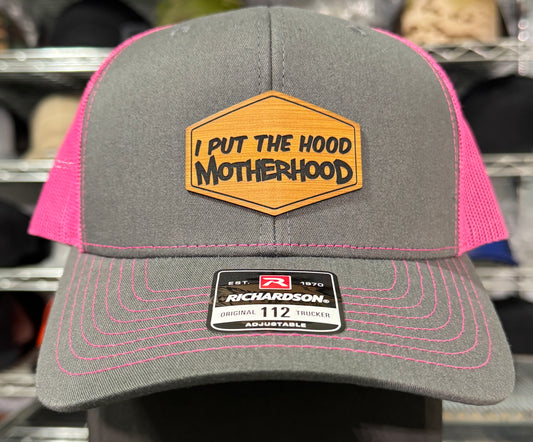 I PUT THE HOOD
MOTHERHOOD
EST. R 1970
RICHARDSON®
ORIGINAL 112 TRUCKER
ADJUSTABLE